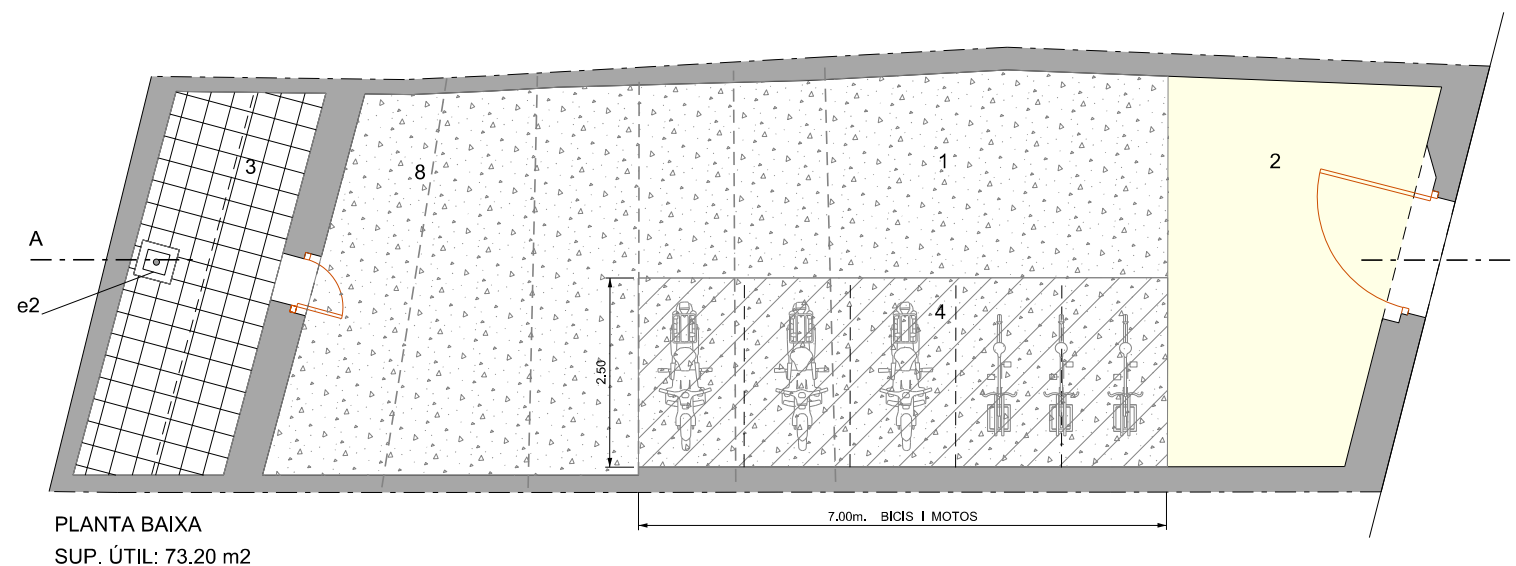 3
8
1
2
A
e2
4
2.50
7.00m. BICIS I MOTOS
PLANTA BAIXA
SUP. ÚTIL: 73.20 m2